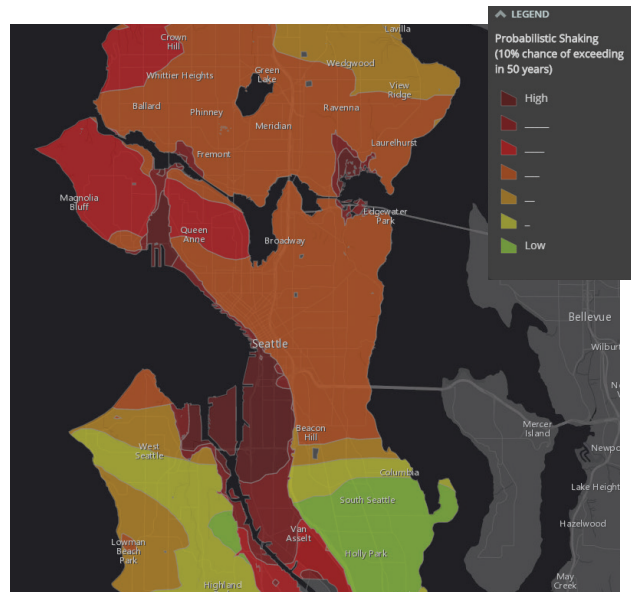 LEGEND
Probabilistic Shaking
(10% chance of exceeding
in 50 years)
High
Low
Crown
Hill
Lavilla
Wedgwood
Green
Lake
Whittier Heights
View
Ridge
Ballard
Phinney
Ravenna
Meridian
Laurelhurst
Fremont
Magnolia
Bluff
Edgewater
Park
Queen
Anne
Broadway
Bellevue
Seattle
Wilbur
Mercer
Island
Beacon
Hill
West
Seattle
Newpo
Columbia
Lake Height
South Seattle
Hazelwood
Van
Asselt
Lowman
Beach
Park
Holly Park
May
Creek
Highland